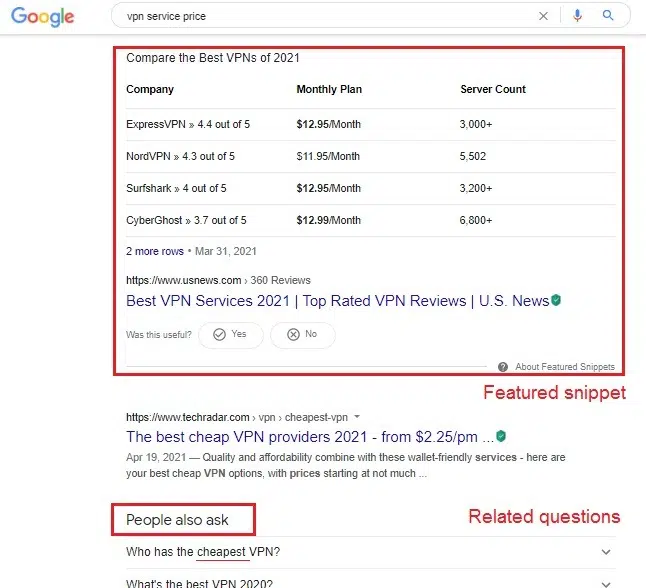 Google
vpn service price
Compare the Best VPNs of 2021
Company Monthly Plan Server Count
ExpressVPN » 4.4 out of 5 $12.95/Month 3,000+
NordVPN » 4.3 out of 5 $11.95/Month 5,502
Surfshark » 4 out of 5 $12.95/Month 3,200+
CyberGhost » 3.7 out of 5 $12.99/Month 6,800+
2 more rows • Mar 31, 2021
https://www.usnews.com › 360 Reviews
Best VPN Services 2021 | Top Rated VPN Reviews | U.S. News
Was this useful? Yes No
About Featured Snippets
Featured snippet
https://www.techradar.com › vpn › cheapest-vpn
The best cheap VPN providers 2021 - from $2.25/pm ...
Apr 19, 2021 — Quality and affordability combine with these wallet-friendly services - here are
your best cheap VPN options, with prices starting at not much ...
People also ask
Related questions
Who has the cheapest VPN?
What's the best VPN 2020?